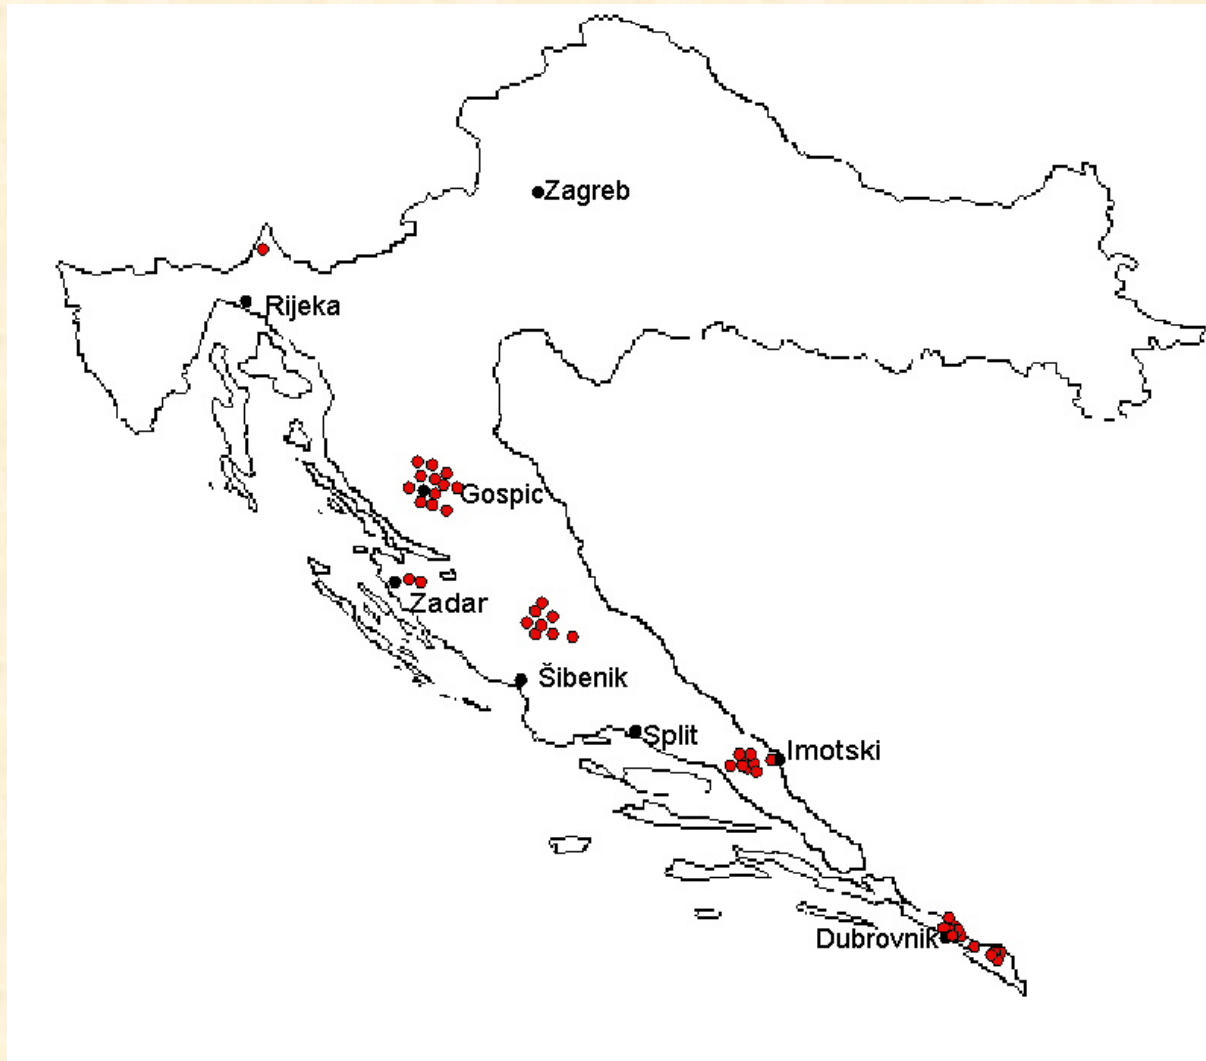 Zagreb
Rijeka
Gospic
Zadar
Šibenik
Split
Imotski
Dubrovnik